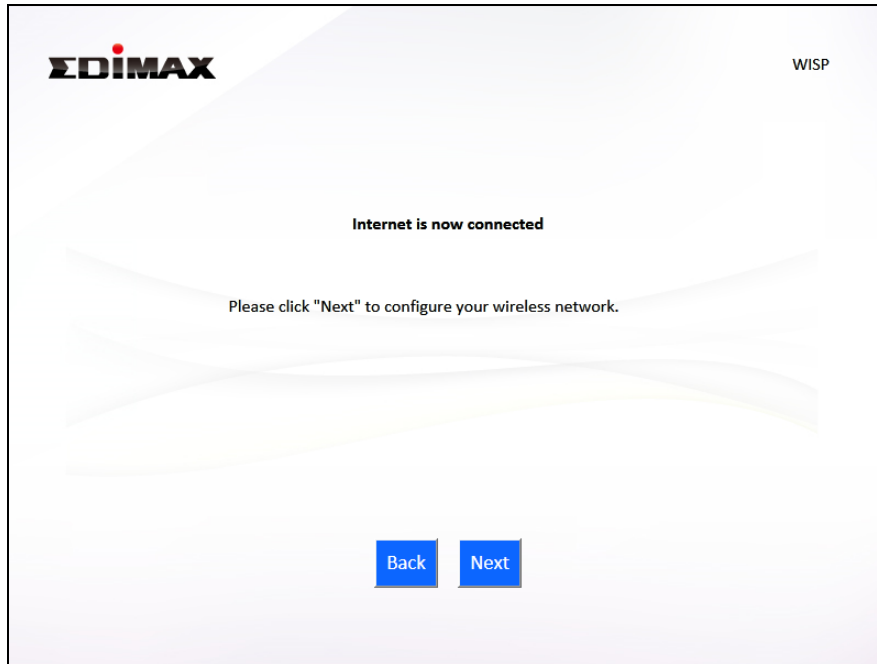 EDIMAX
WISP
Internet is now connected
Please click "Next" to configure your wireless network.
Back
Next